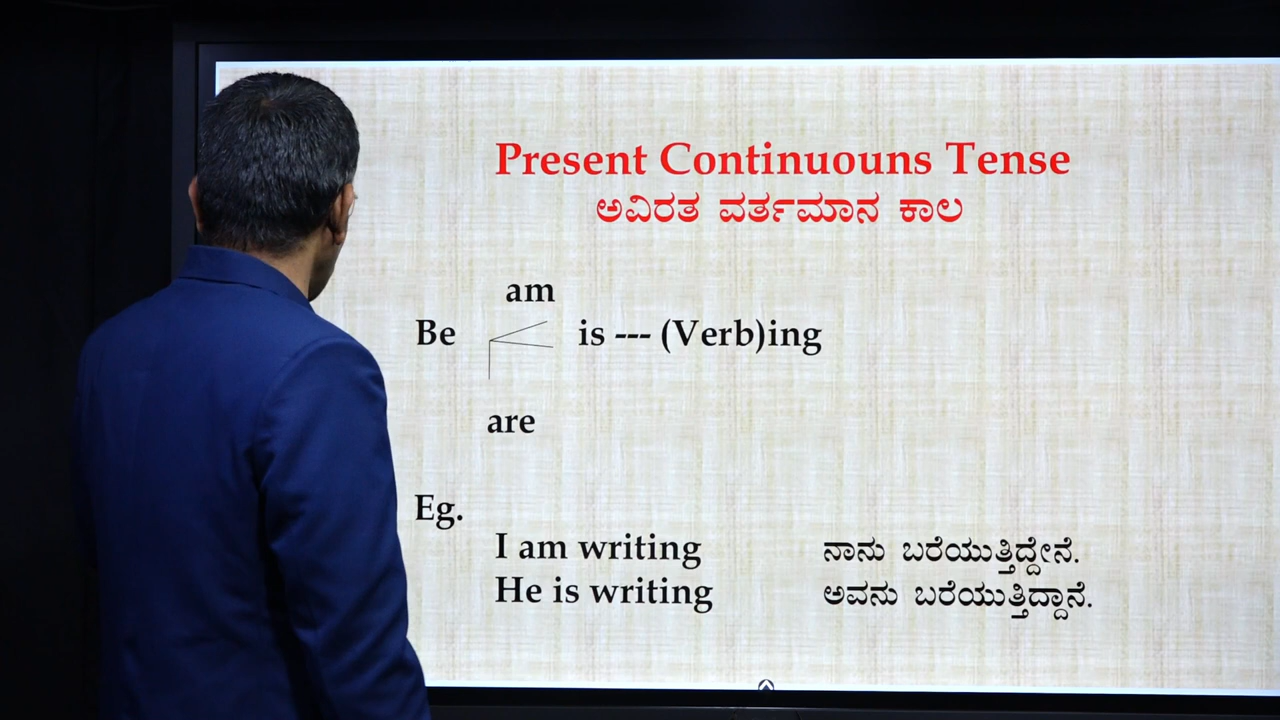 Present Continuouns Tense
ಅವಿರತ ವರ್ತಮಾನ ಕಾಲ
am
Be is --- (Verb)ing
are
Eg.
I am writing ನಾನು ಬರೆಯುತ್ತಿದ್ದೇನೆ.
He is writing ಅವನು ಬರೆಯುತ್ತಿದ್ದಾನೆ.